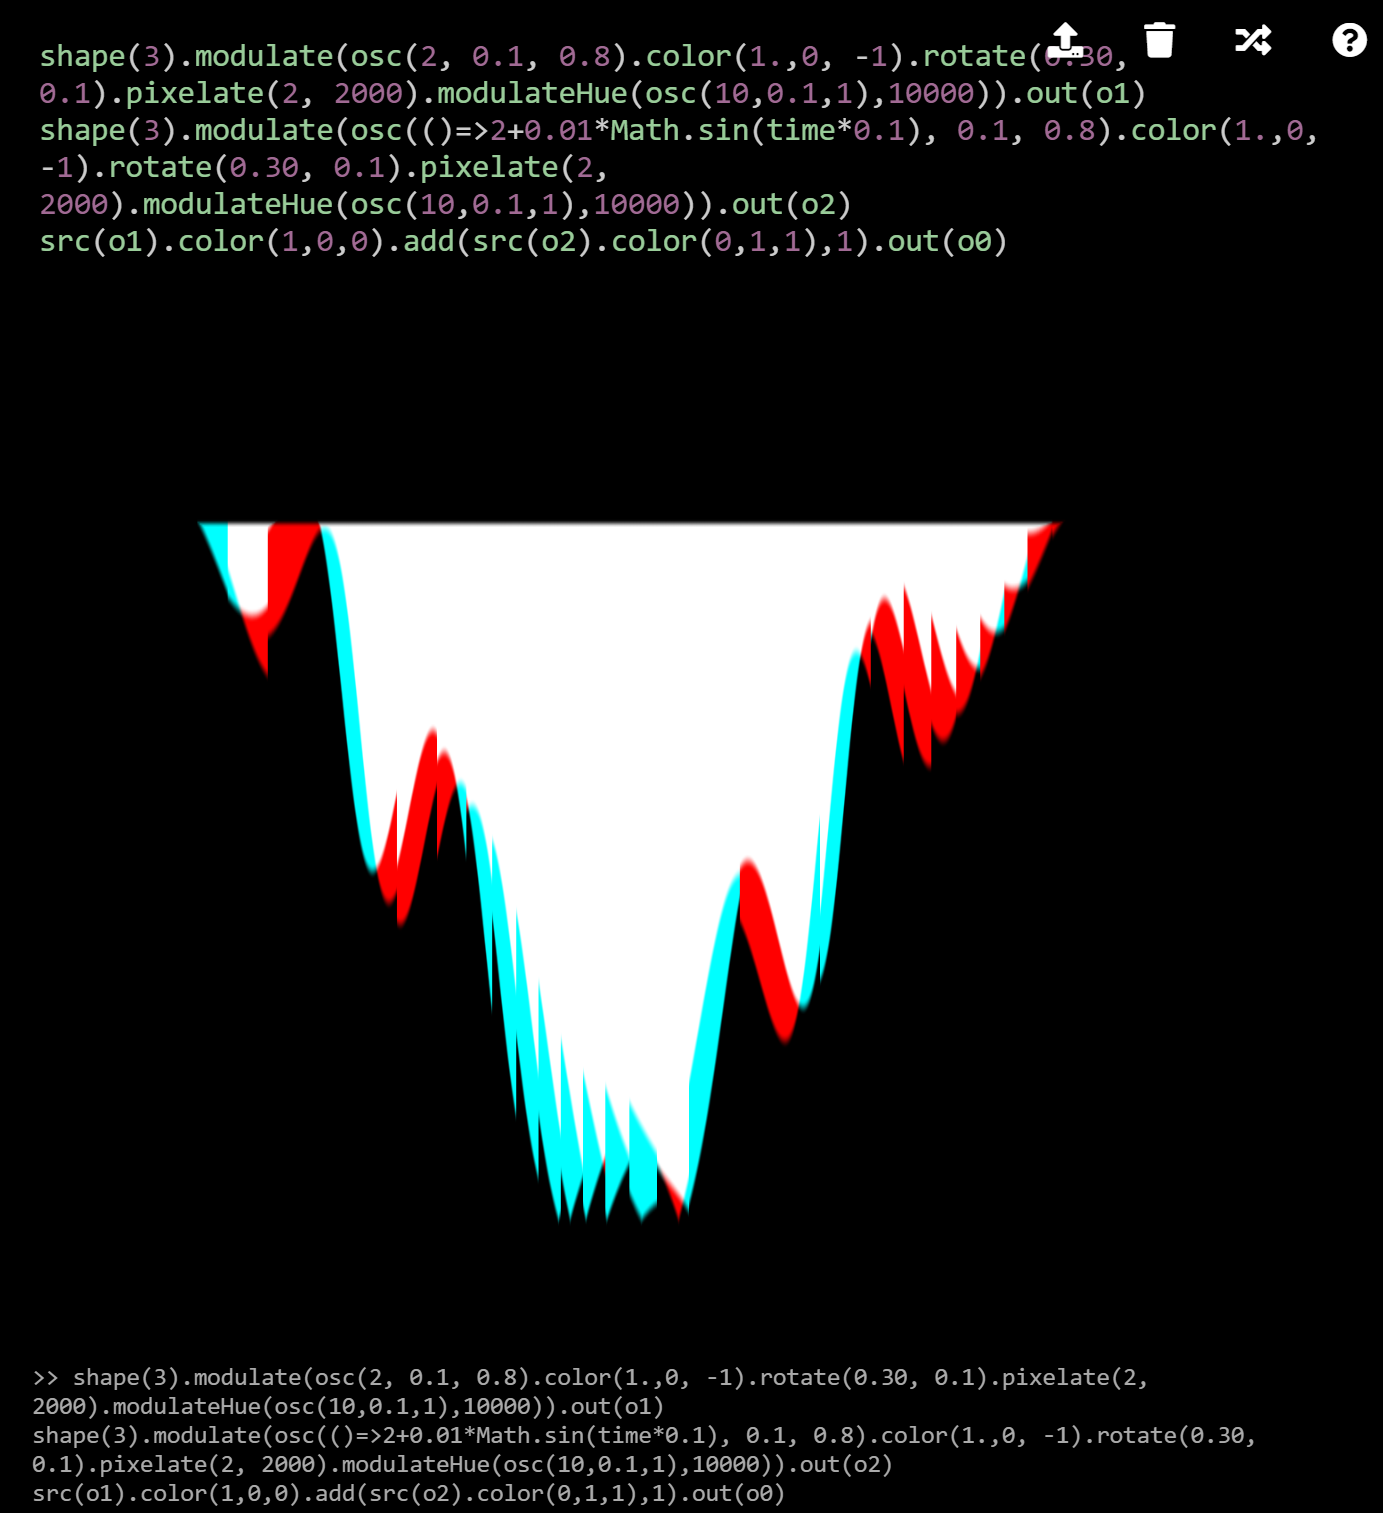 shape(3).modulate(osc(2, 0.1, 0.8).color(1.,0, -1).rotate(0.30,
0.1).pixelate(2, 2000).modulateHue(osc(10,0.1,1),10000)).out(o1)
shape(3).modulate(osc(()=>2+0.01*Math.sin(time*0.1), 0.1, 0.8).color(1.,0,
-1).rotate(0.30, 0.1).pixelate(2,
2000).modulateHue(osc(10,0.1,1),10000)).out(o2)
src(o1).color(1,0,0).add(src(o2).color(0,1,1),1).out(o0)
>> shape(3).modulate(osc(2, 0.1, 0.8).color(1.,0, -1).rotate(0.30, 0.1).pixelate(2,
2000).modulateHue(osc(10,0.1,1),10000)).out(o1)
shape(3).modulate(osc(()=>2+0.01*Math.sin(time*0.1), 0.1, 0.8).color(1.,0, -1).rotate(0.30,
0.1).pixelate(2, 2000).modulateHue(osc(10,0.1,1),10000)).out(o2)
src(o1).color(1,0,0).add(src(o2).color(0,1,1),1).out(o0)